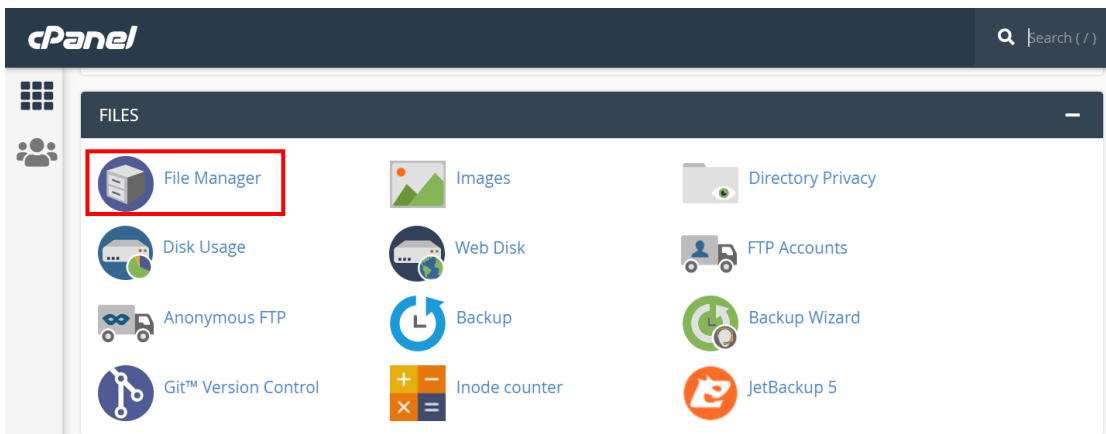 cPanel
Search ( / )
FILES
File Manager
Images
Directory Privacy
Disk Usage
Web Disk
FTP Accounts
Anonymous FTP
Backup
Backup Wizard
Git™ Version Control
Inode counter
JetBackup 5